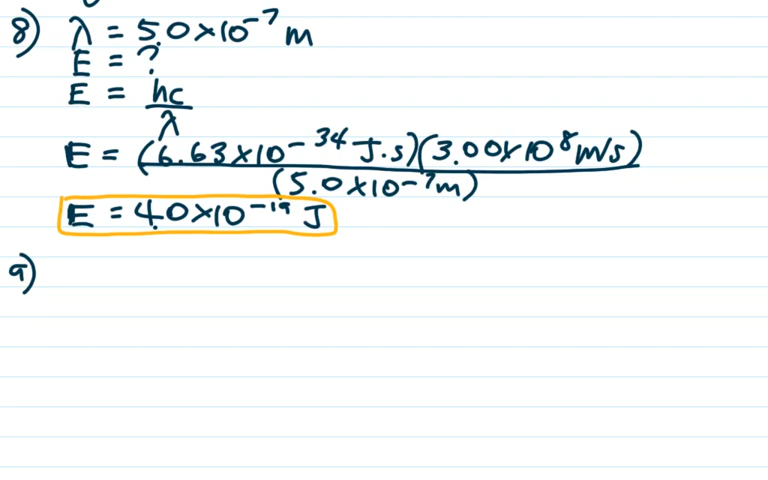 8) λ = 5.0×10⁻⁷ m
E = ?
E = hc/λ
E = (6.63×10⁻³⁴ J·s)(3.00×10⁸ m/s)
(5.0×10⁻⁷ m)
E = 4.0×10⁻¹⁹ J
9)